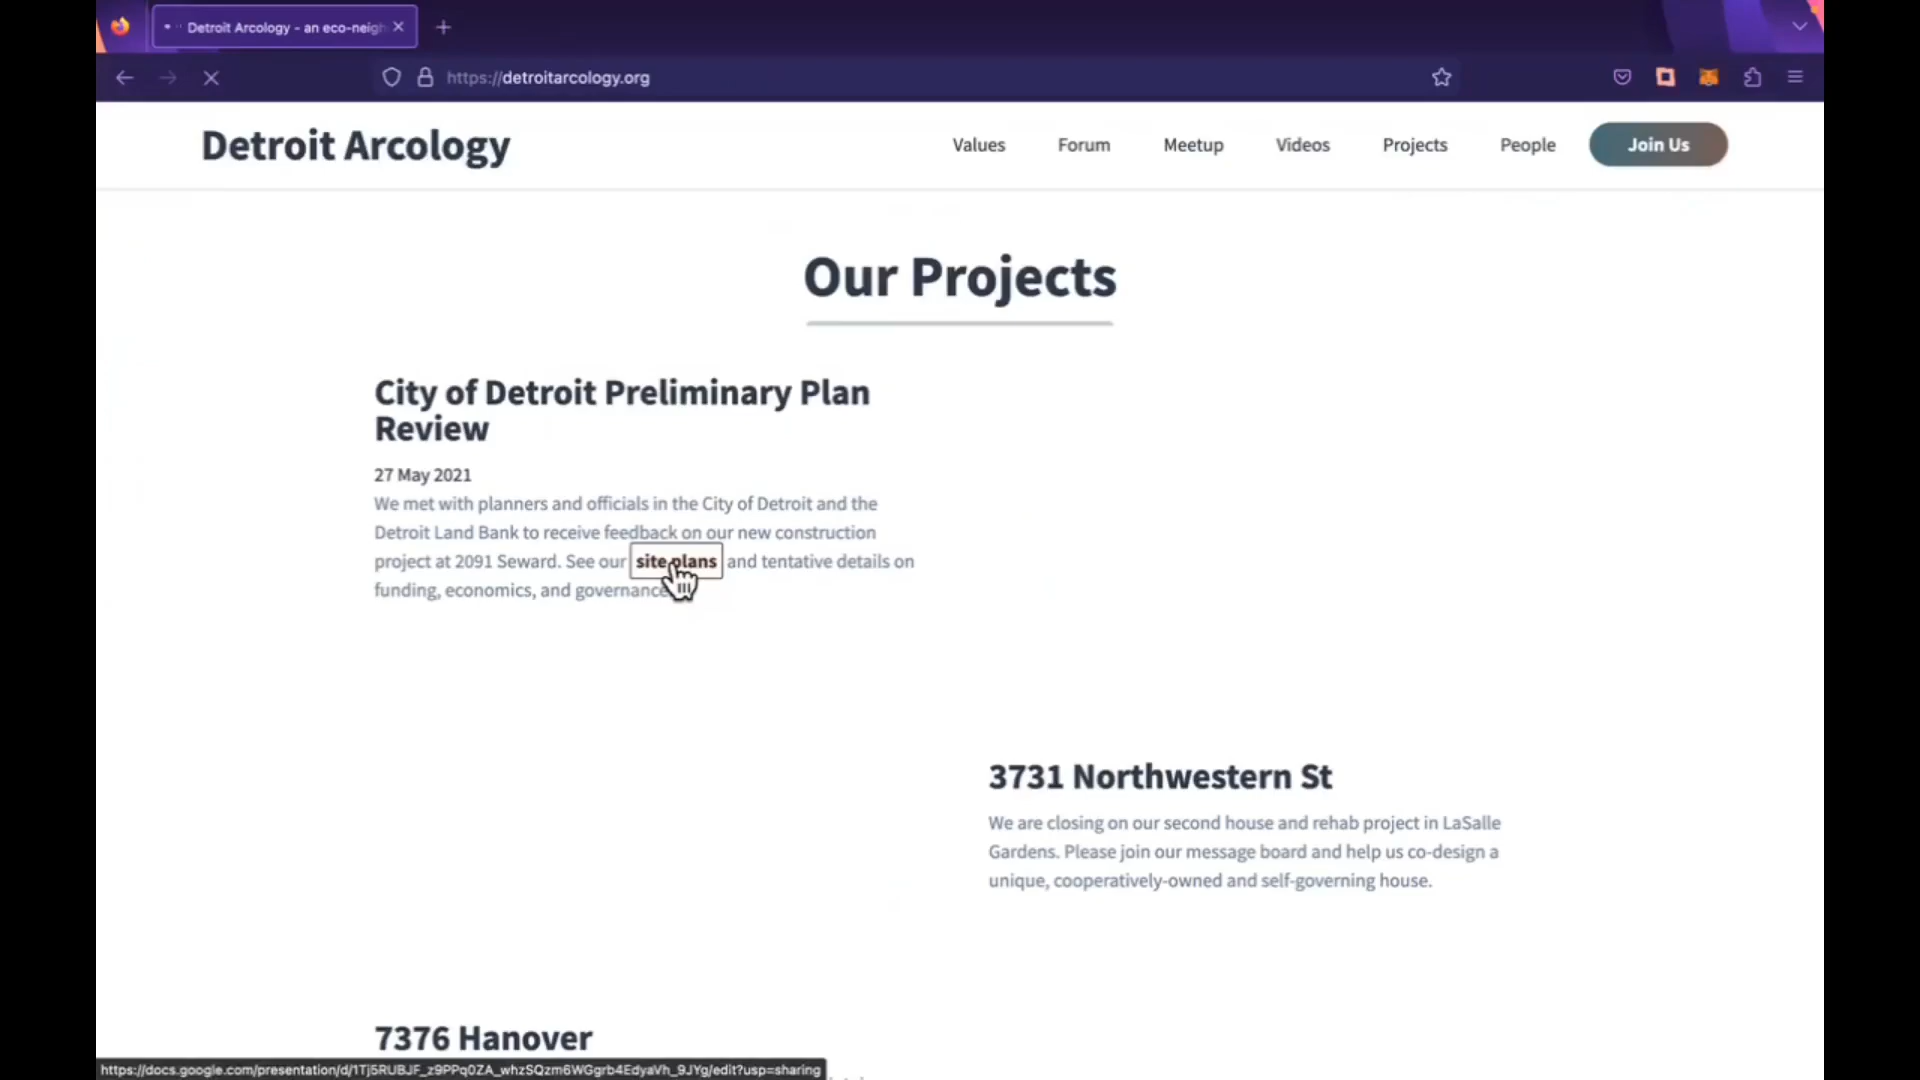 Detroit Arcology - an eco-neigh
https://detroitarcology.org
Detroit Arcology
Values
Forum
Meetup
Videos
Projects
People
Join Us
Our Projects
City of Detroit Preliminary Plan
Review
27 May 2021
We met with planners and officials in the City of Detroit and the
Detroit Land Bank to receive feedback on our new construction
project at 2091 Seward. See our site plans and tentative details on
funding, economics, and governance
3731 Northwestern St
We are closing on our second house and rehab project in LaSalle
Gardens. Please join our message board and help us co-design a
unique, cooperatively-owned and self-governing house.
7376 Hanover
https://docs.google.com/presentation/d/1Tj5RUBJF_z9PPq0ZA_whzSQzm6WGgrb4EdyaVh_9JYg/edit?usp=sharing